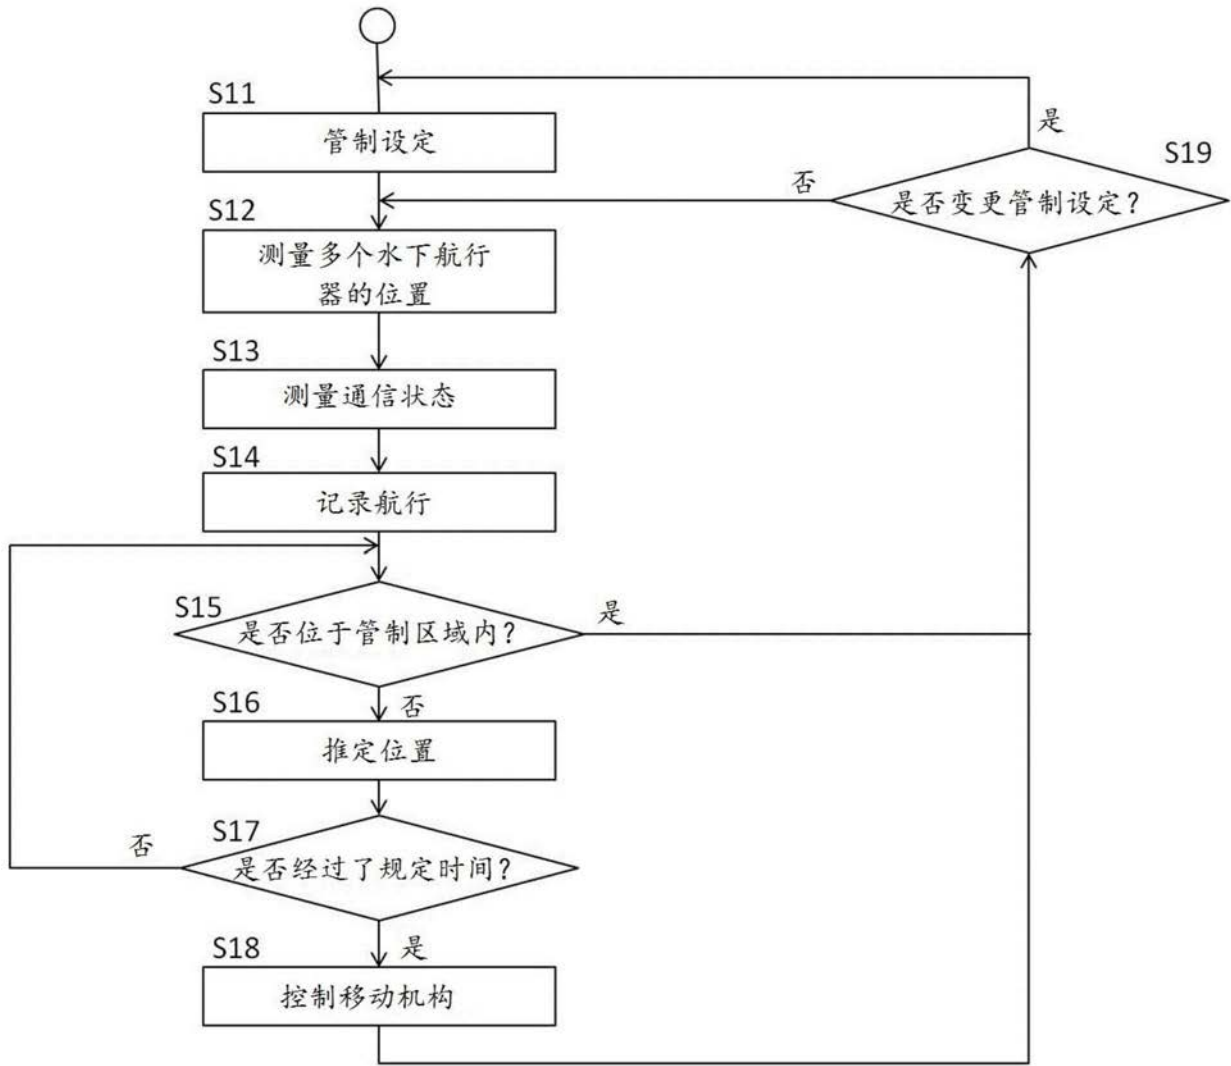 S11
管制设定
是
S19
是否变更管制设定？
否
S12
测量多个水下航行
器的位置
S13
测量通信状态
S14
记录航行
S15
是否位于管制区域内？
是
S16
否
推定位置
S17
否
是否经过了规定时间？
S18
是
控制移动机构